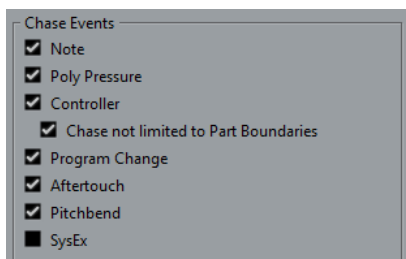 Chase Events
Note
Poly Pressure
Controller
Chase not limited to Part Boundaries
Program Change
Aftertouch
Pitchbend
SysEx